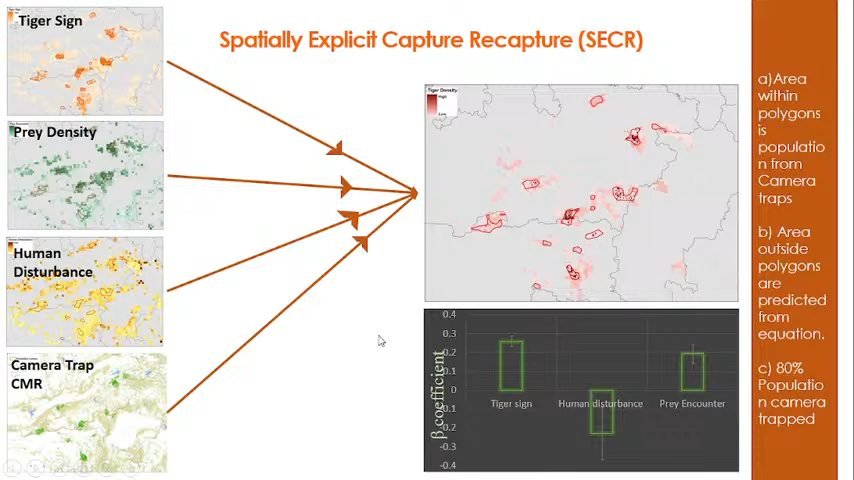 Spatially Explicit Capture Recapture (SECR)
Tiger Sign
Prey Density
Human
Disturbance
Camera Trap
CMR
Tiger Density
High
Low
0.4
0.3
0.2
0.1
0
-0.1
-0.2
-0.3
-0.4
β coefficient
Tiger sign
Human disturbance
Prey Encounter
a)Area
within
polygons
is
populatio
n from
Camera
traps
b) Area
outside
polygons
are
predicted
from
equation.
c) 80%
Populatio
n camera
trapped